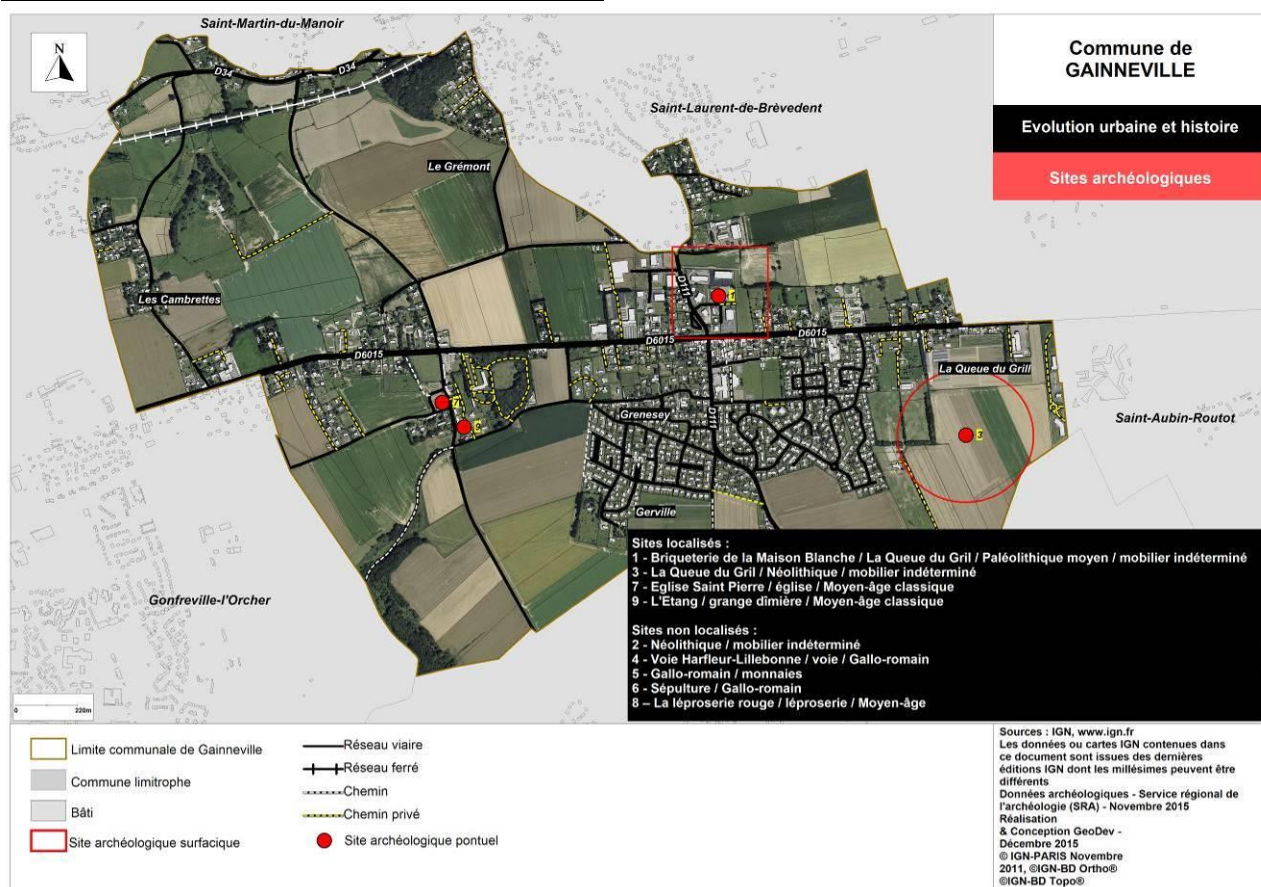 Saint-Martin-du-Manoir
Commune de
GAINNEVILLE
N
D34
D34
Saint-Laurent-de-Brèvedent
Evolution urbaine et histoire
Le Grémont
Sites archéologiques
D111
1
Les Cambrettes
D6015
D6015
D6015
La Queue du Grill
7
Grenesey
D111
Saint-Aubin-Routot
9
3
Gerville
Sites localisés :
1 - Briqueterie de la Maison Blanche / La Queue du Gril / Paléolithique moyen / mobilier indéterminé
3 - La Queue du Gril / Néolithique / mobilier indéterminé
7 - Eglise Saint Pierre / église / Moyen-âge classique
9 - L'Etang / grange dîmière / Moyen-âge classique
Gonfreville-l'Orcher
Sites non localisés :
2 - Néolithique / mobilier indéterminé
4 - Voie Harfleur-Lillebonne / voie / Gallo-romain
5 - Gallo-romain / monnaies
6 - Sépulture / Gallo-romain
8 – La léproserie rouge / léproserie / Moyen-âge
0 220m
Limite communale de Gainneville
Commune limitrophe
Bâti
Site archéologique surfacique
Réseau viaire
Réseau ferré
Chemin
Chemin privé
Site archéologique pontuel
Sources : IGN, www.ign.fr
Les données ou cartes IGN contenues dans
ce document sont issues des dernières
éditions IGN dont les millésimes peuvent être
différents
Données archéologiques - Service régional de
l'archéologie (SRA) - Novembre 2015
Réalisation
& Conception GeoDev -
Décembre 2015
© IGN-PARIS Novembre
2011, ©IGN-BD Ortho®
©IGN-BD Topo®